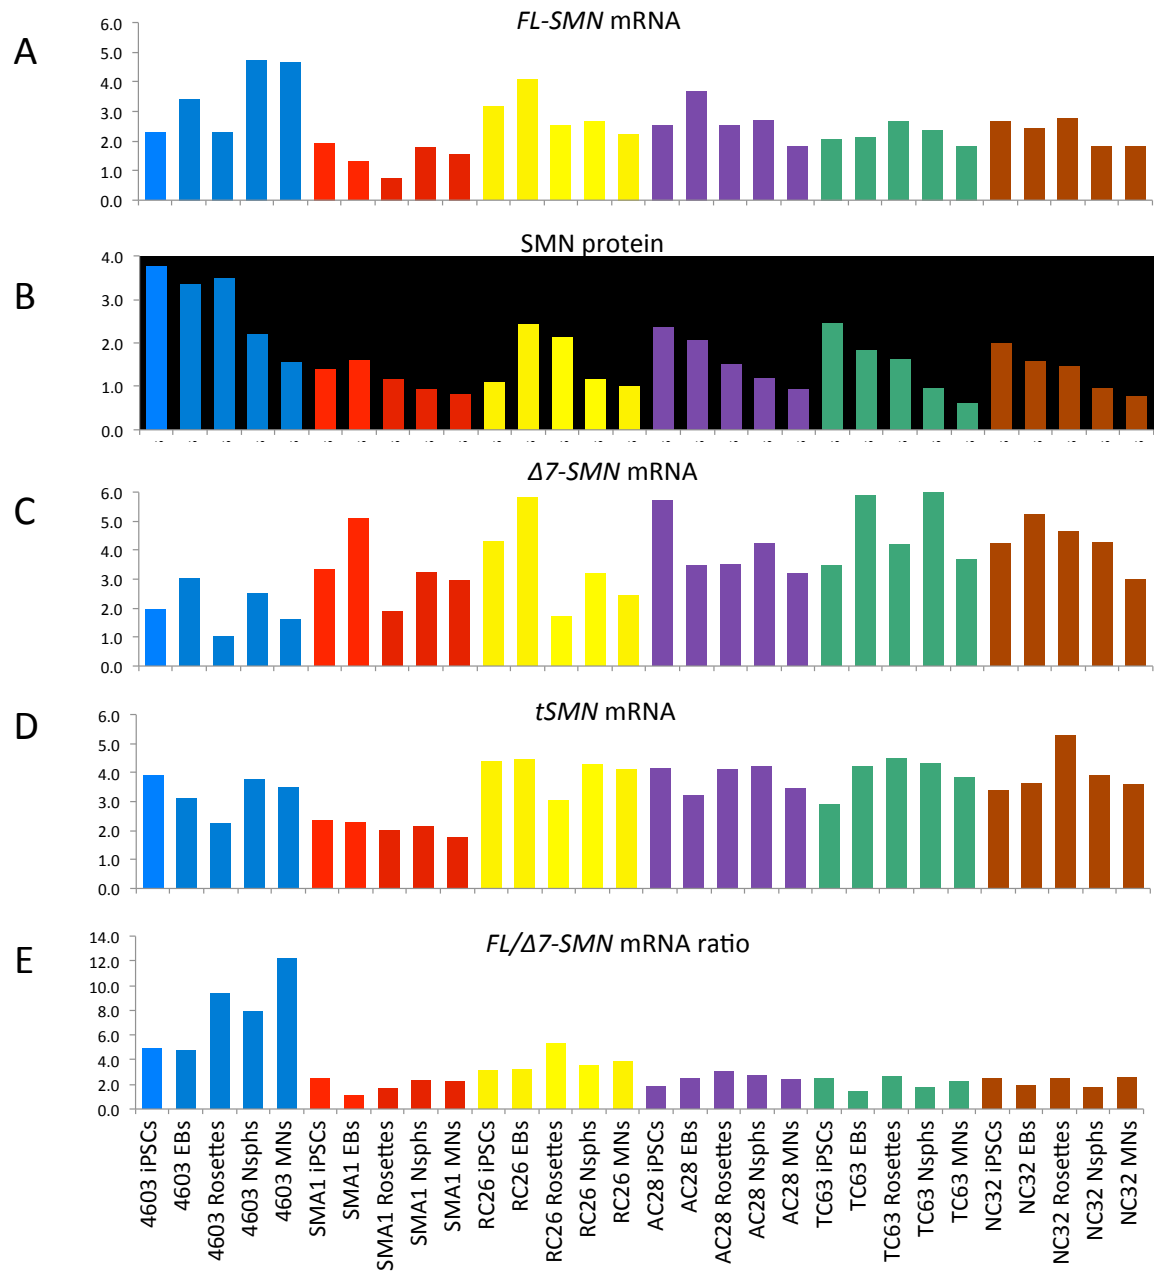 A
FL-SMN mRNA
6.0
5.0
4.0
3.0
2.0
1.0
0.0
B
SMN protein
4.0
3.0
2.0
1.0
0.0
C
Δ7-SMN mRNA
6.0
5.0
4.0
3.0
2.0
1.0
0.0
D
tSMN mRNA
6.0
5.0
4.0
3.0
2.0
1.0
0.0
E
FL/Δ7-SMN mRNA ratio
14.0
12.0
10.0
8.0
6.0
4.0
2.0
0.0
4603 iPSCs
4603 EBs
4603 Rosettes
4603 Nsphs
4603 MNs
SMA1 iPSCs
SMA1 EBs
SMA1 Rosettes
SMA1 Nsphs
SMA1 MNs
RC26 iPSCs
RC26 EBs
RC26 Rosettes
RC26 Nsphs
RC26 MNs
AC28 iPSCs
AC28 EBs
AC28 Rosettes
AC28 Nsphs
AC28 MNs
TC63 iPSCs
TC63 EBs
TC63 Rosettes
TC63 Nsphs
TC63 MNs
NC32 iPSCs
NC32 EBs
NC32 Rosettes
NC32 Nsphs
NC32 MNs